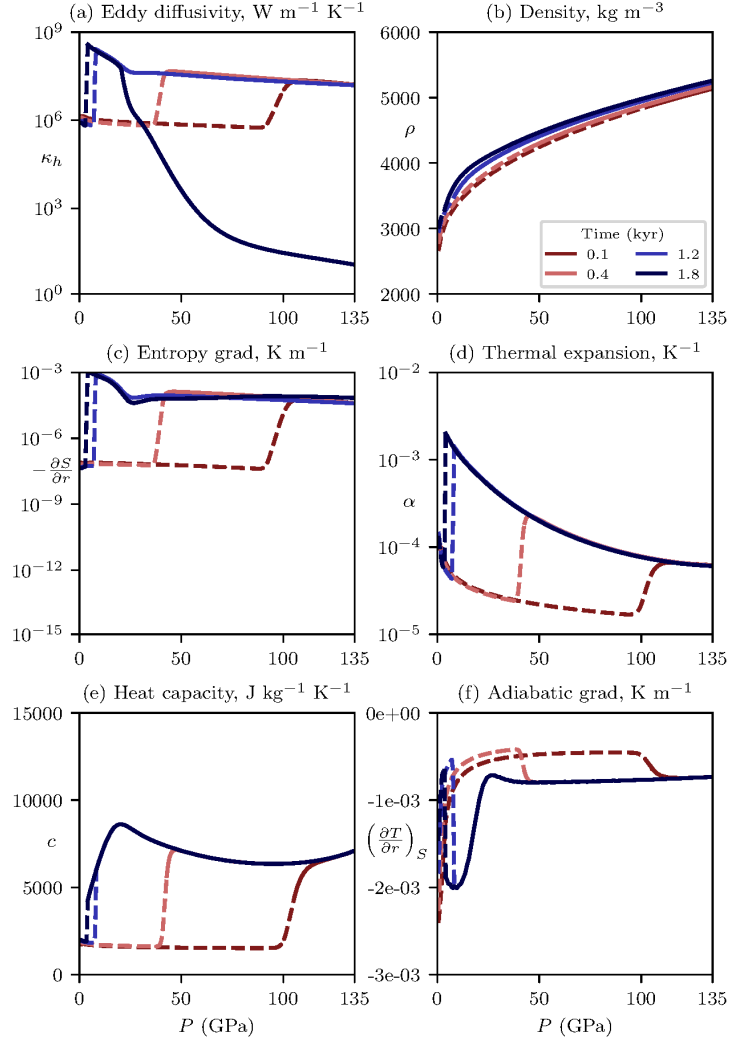 (a) Eddy diffusivity, W m⁻¹ K⁻¹
10⁹
10⁶
κₕ
10³
10⁰
0 50 100 135
(b) Density, kg m⁻³
6000
5000
ρ
4000
3000
2000
Time (kyr)
0.1 1.2
0.4 1.8
0 50 100 135
(c) Entropy grad, K m⁻¹
10⁻³
10⁻⁶
−∂S/∂r
10⁻⁹
10⁻¹²
10⁻¹⁵
0 50 100 135
(d) Thermal expansion, K⁻¹
10⁻²
10⁻³
α
10⁻⁴
10⁻⁵
0 50 100 135
(e) Heat capacity, J kg⁻¹ K⁻¹
15000
10000
c
5000
0
0 50 100 135
P (GPa)
(f) Adiabatic grad, K m⁻¹
0e+00
-1e-03
(∂T/∂r)_S
-2e-03
-3e-03
0 50 100 135
P (GPa)